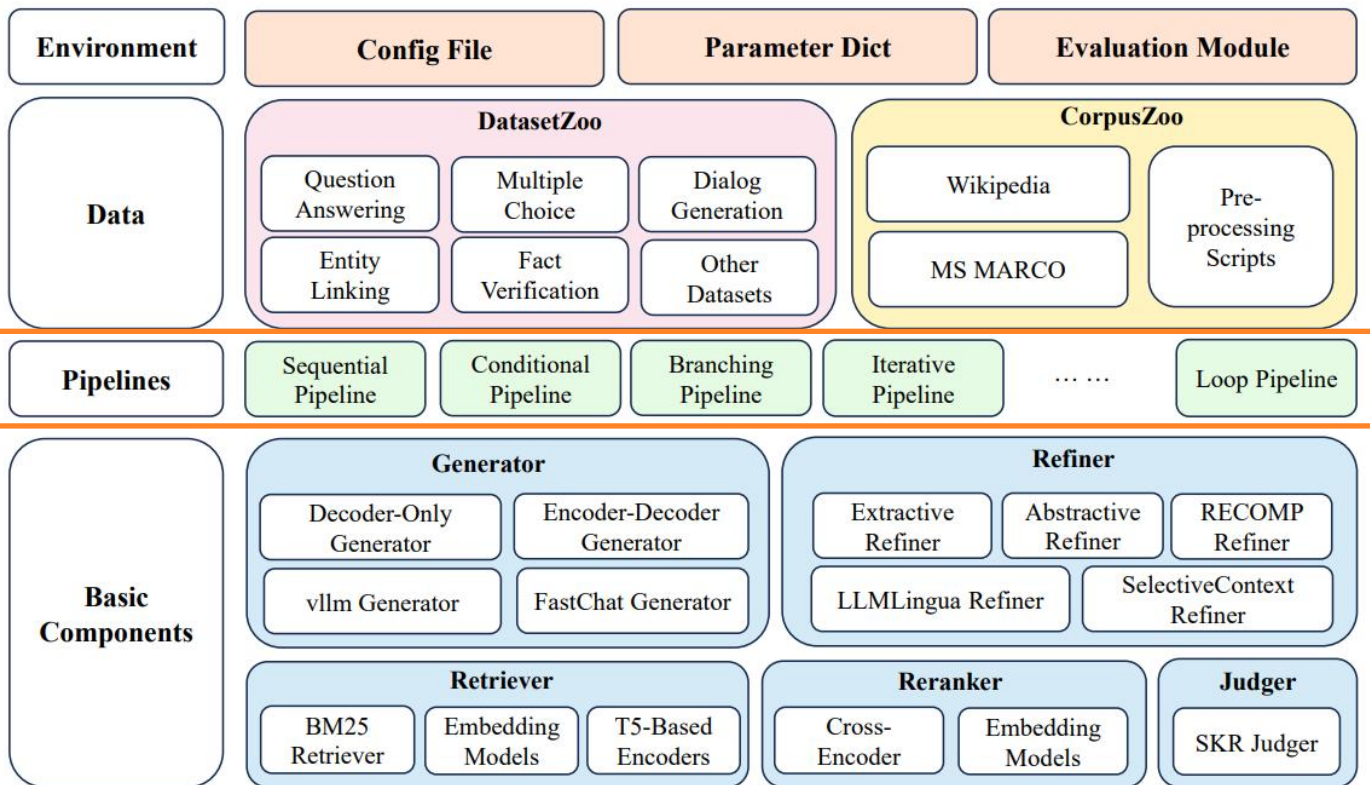 Environment
Config File
Parameter Dict
Evaluation Module
Data
DatasetZoo
Question
Answering
Multiple
Choice
Dialog
Generation
Entity
Linking
Fact
Verification
Other
Datasets
CorpusZoo
Wikipedia
MS MARCO
Pre-
processing
Scripts
Pipelines
Sequential
Pipeline
Conditional
Pipeline
Branching
Pipeline
Iterative
Pipeline
... ...
Loop Pipeline
Basic
Components
Generator
Decoder-Only
Generator
Encoder-Decoder
Generator
vllm Generator
FastChat Generator
Refiner
Extractive
Refiner
Abstractive
Refiner
RECOMP
Refiner
LLMLingua Refiner
SelectiveContext
Refiner
Retriever
BM25
Retriever
Embedding
Models
T5-Based
Encoders
Reranker
Cross-
Encoder
Embedding
Models
Judger
SKR Judger